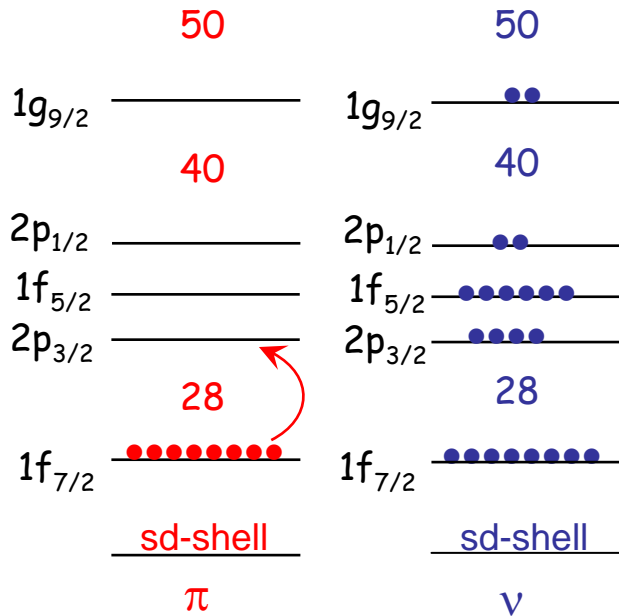 50
1g9/2
40
2p1/2
1f5/2
2p3/2
28
1f7/2
sd-shell
π
50
1g9/2
40
2p1/2
1f5/2
2p3/2
28
1f7/2
sd-shell
ν